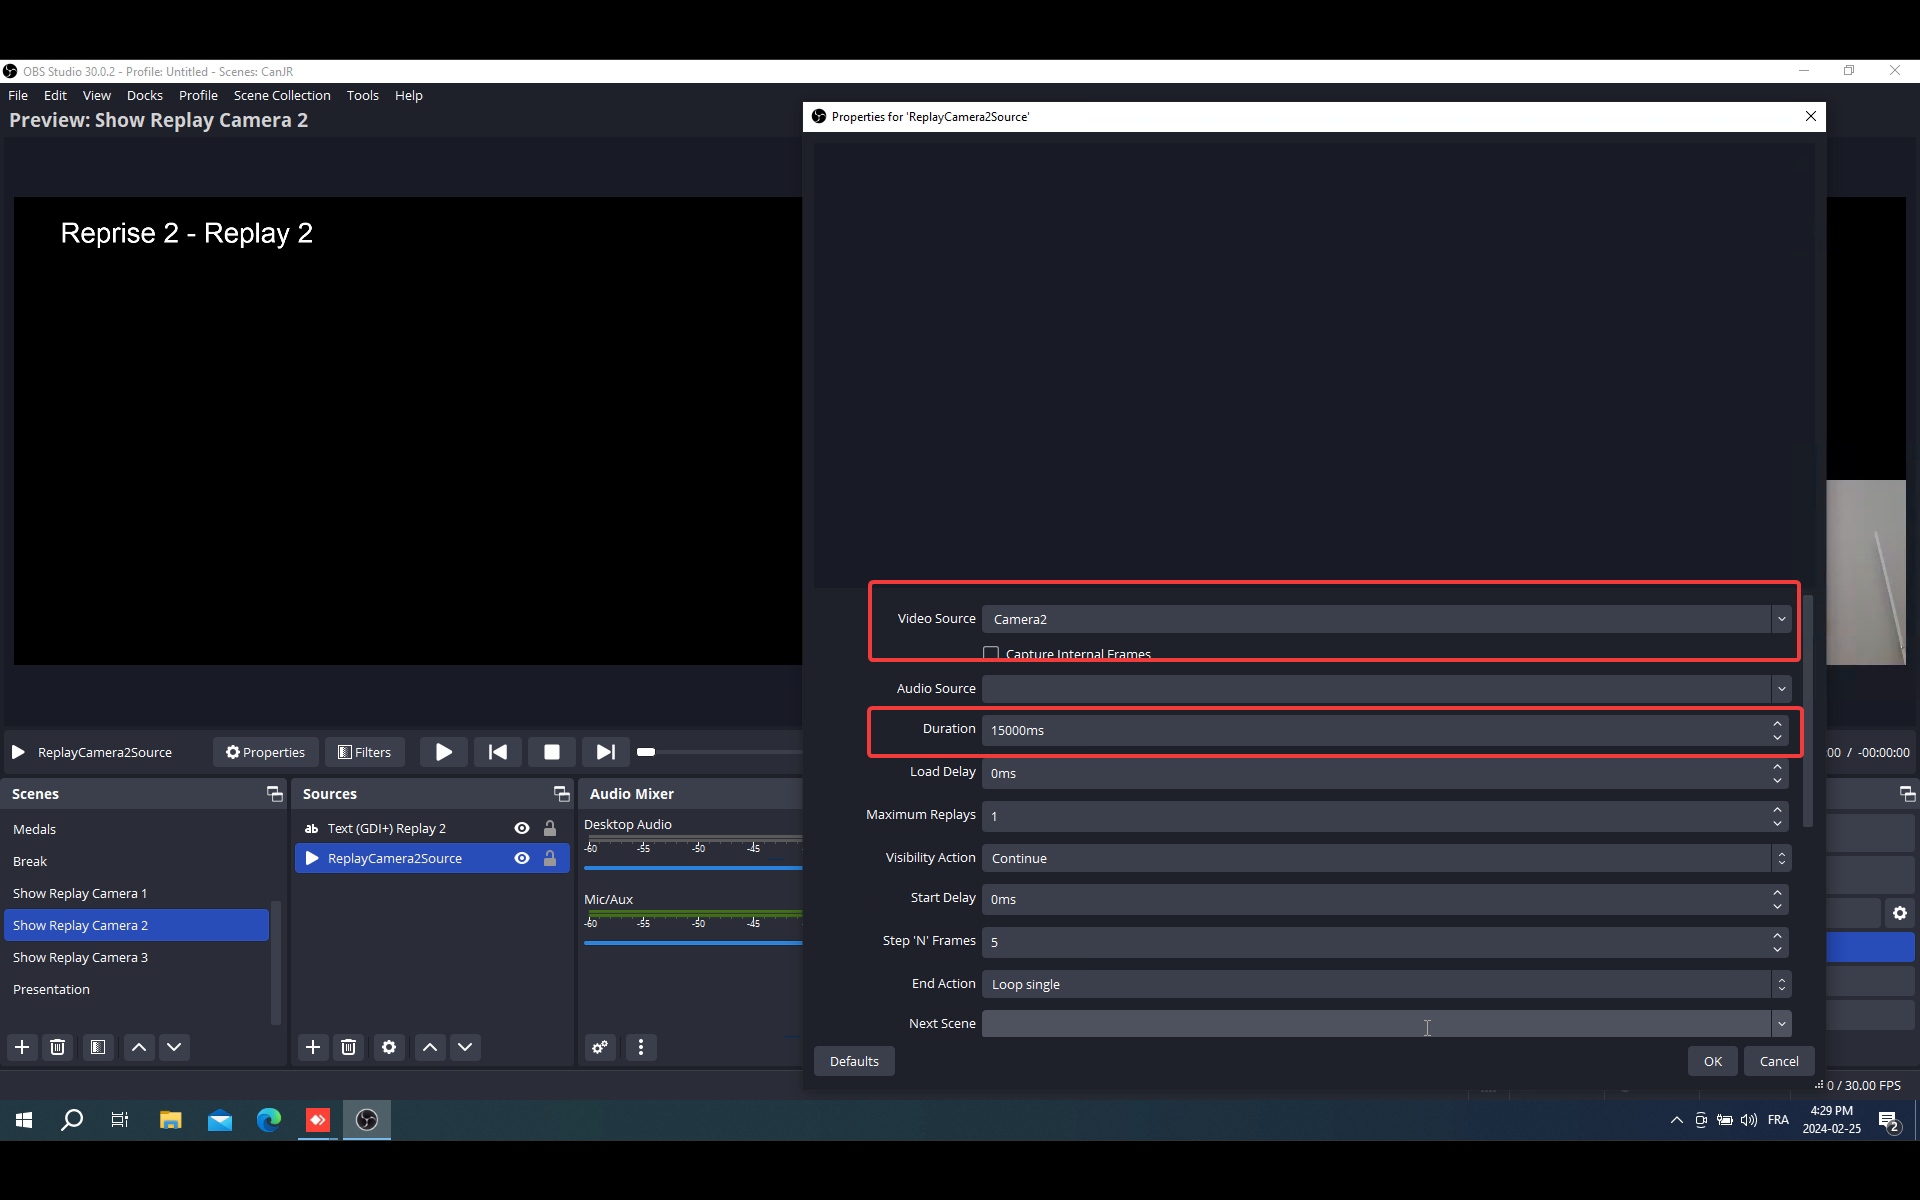 OBS Studio 30.0.2 - Profile: Untitled - Scenes: CanJR
File Edit View Docks Profile Scene Collection Tools Help
Preview: Show Replay Camera 2
Reprise 2 - Replay 2
Properties for 'ReplayCamera2Source'
Video Source Camera2
Capture Internal Frames
Audio Source
Duration 15000ms
Load Delay 0ms
Maximum Replays 1
Visibility Action Continue
Start Delay 0ms
Step 'N' Frames 5
End Action Loop single
Next Scene
Defaults OK Cancel
ReplayCamera2Source Properties Filters
00 / -00:00:00
Scenes
Medals
Break
Show Replay Camera 1
Show Replay Camera 2
Show Replay Camera 3
Presentation
Sources
ab Text (GDI+) Replay 2
ReplayCamera2Source
Audio Mixer
Desktop Audio
-60 -55 -50 -45
Mic/Aux
-60 -55 -50 -45
0 / 30.00 FPS
FRA
4:29 PM
2024-02-25
2